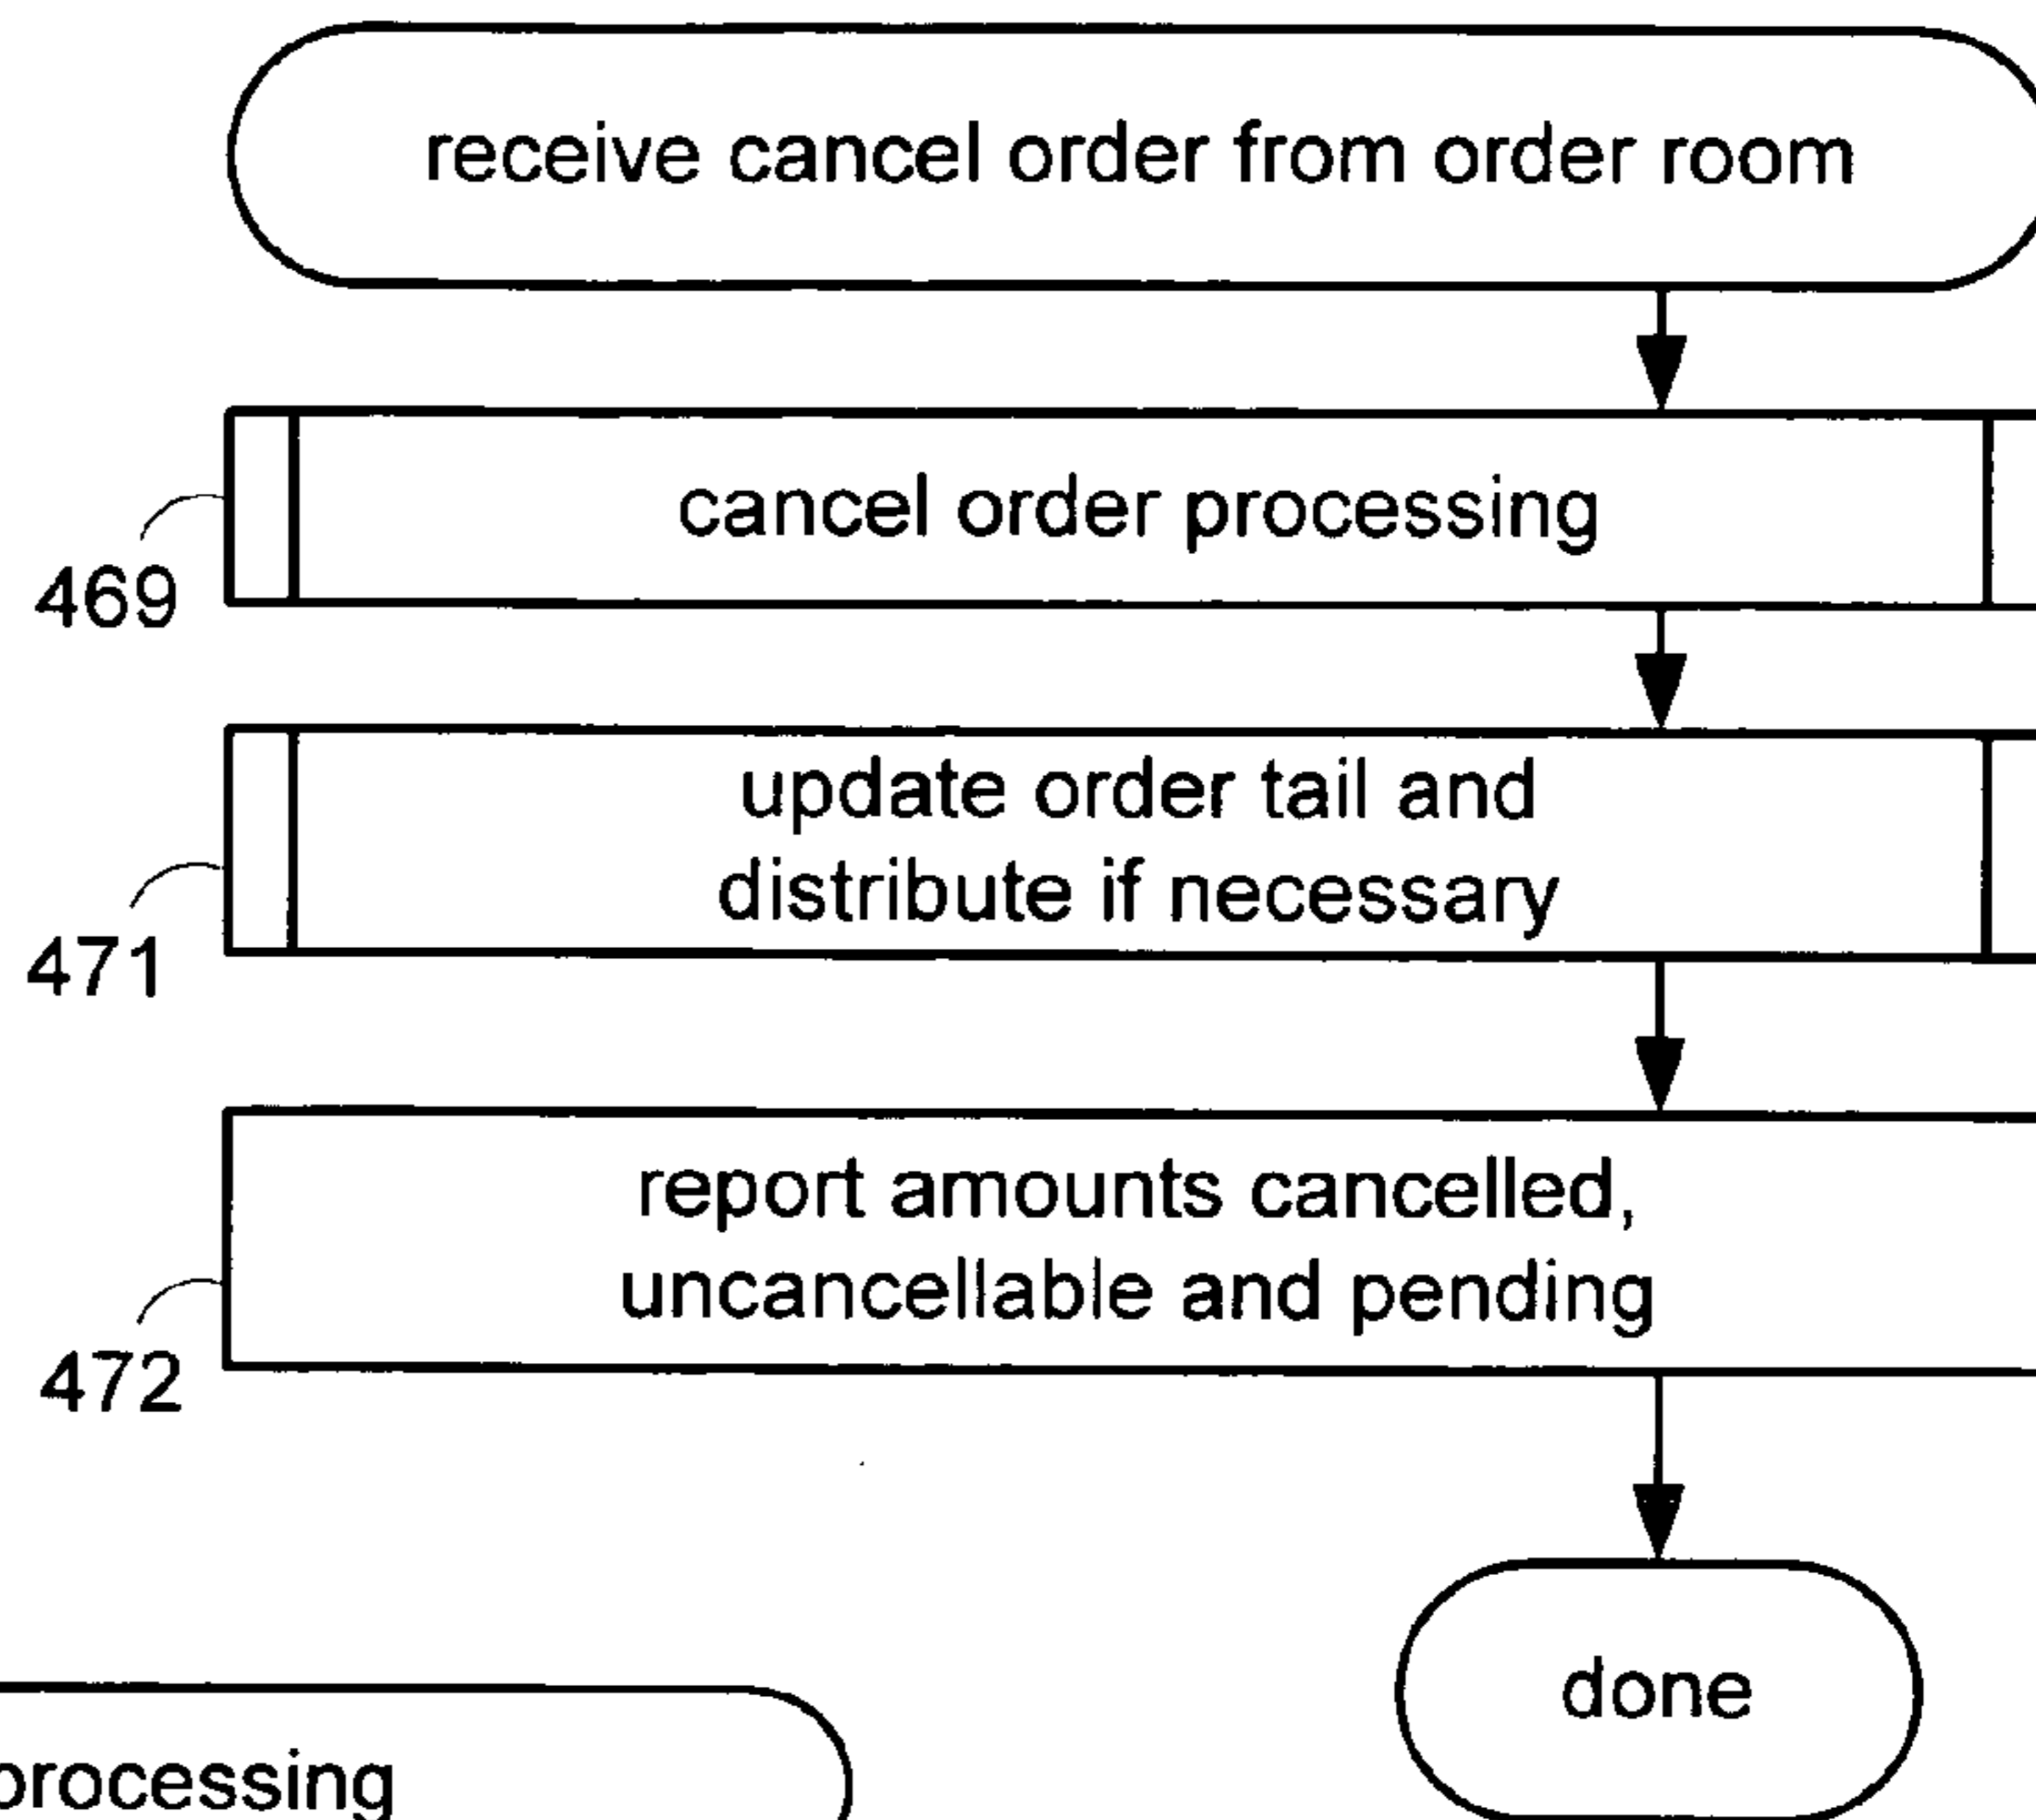 receive cancel order from order room
cancel order processing
469
update order tail and
distribute if necessary
471
report amounts cancelled,
uncancellable and pending
472
done
processing